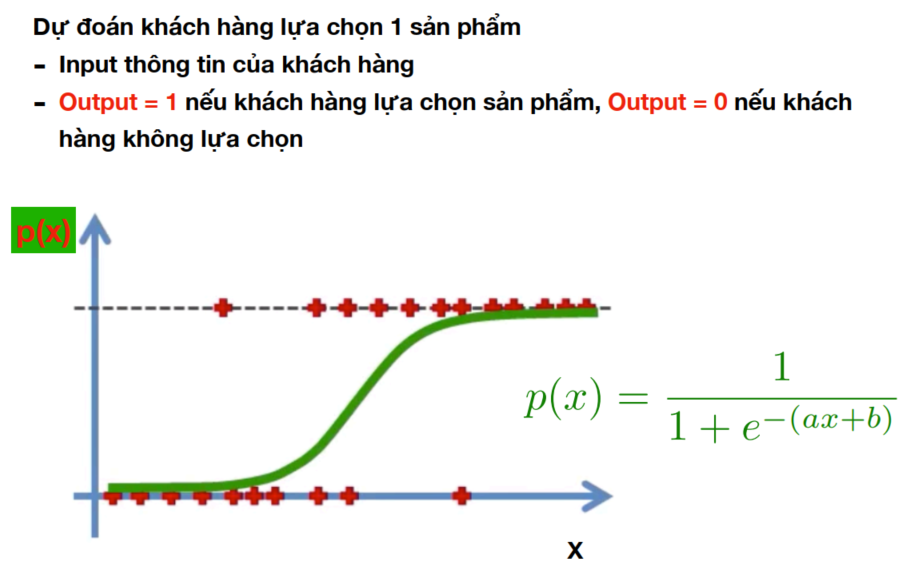 Dự đoán khách hàng lựa chọn 1 sản phẩm
- Input thông tin của khách hàng
- Output = 1 nếu khách hàng lựa chọn sản phẩm, Output = 0 nếu khách
hàng không lựa chọn
p(x)
p(x) = 1 / (1 + e^{-(ax+b)})
x